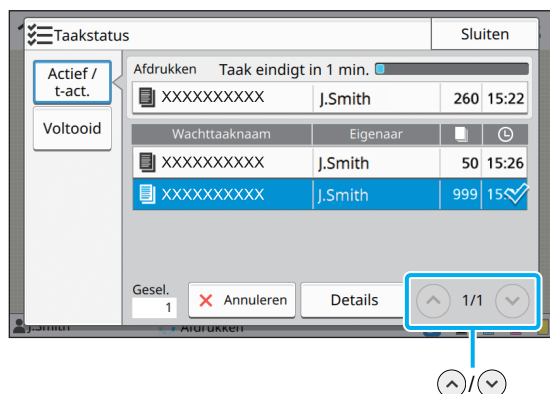 Taakstatus
Sluiten
Actief /
t-act.
Voltooid
Afdrukken Taak eindigt in 1 min.
XXXXXXXXXX J.Smith 260 15:22
Wachttaaknaam Eigenaar
XXXXXXXXXX J.Smith 50 15:26
XXXXXXXXXX J.Smith 999
Gesel.
1
Annuleren
Details
1/1
J.Smith Afdrukken
/